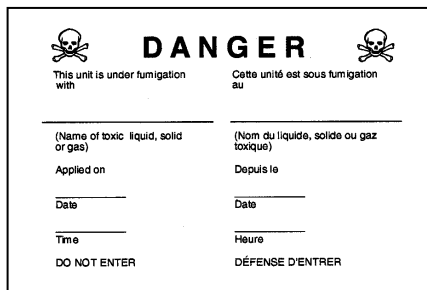 DANGER
This unit is under fumigation
with
(Name of toxic liquid, solid
or gas)
Applied on
Date
Time
DO NOT ENTER
Cette unité est sous fumigation
au
(Nom du liquide, solide ou gaz
toxique)
Depuis le
Date
Heure
DÉFENSE D'ENTRER